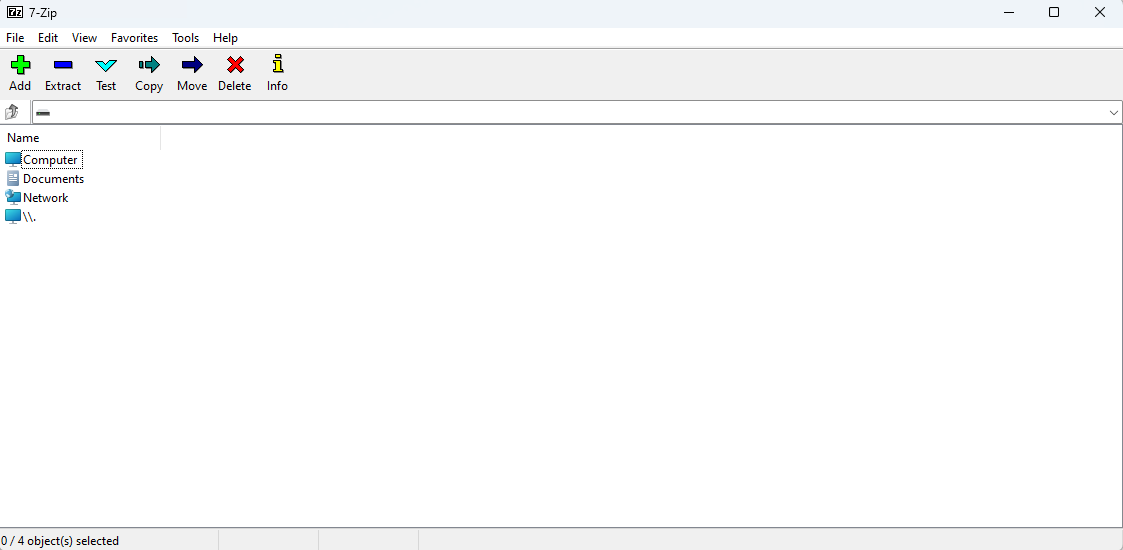 7z 7-Zip
File Edit View Favorites Tools Help
Add Extract Test Copy Move Delete Info
Name
Computer
Documents
Network
\\.
0 / 4 object(s) selected